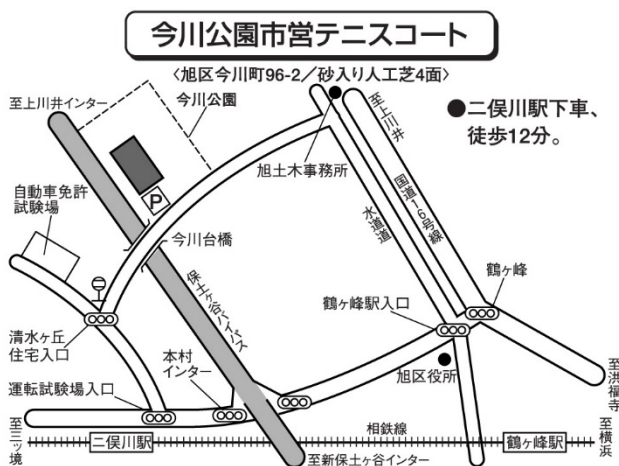 今川公園市営テニスコート
〈旭区今川町96-2／砂入り人工芝4面〉
至上川井インター
今川公園
●二俣川駅下車、
徒歩12分。
至上川井
旭土木事務所
国道16号線
水道道
自動車免許
試験場
P
今川台橋
保土ヶ谷バイパス
鶴ヶ峰
鶴ヶ峰駅入口
清水ヶ丘
住宅入口
本村
インター
旭区役所
運転試験場入口
至洪福寺
至三ッ境
二俣川駅
相鉄線
鶴ヶ峰駅
至横浜
至新保土ヶ谷インター